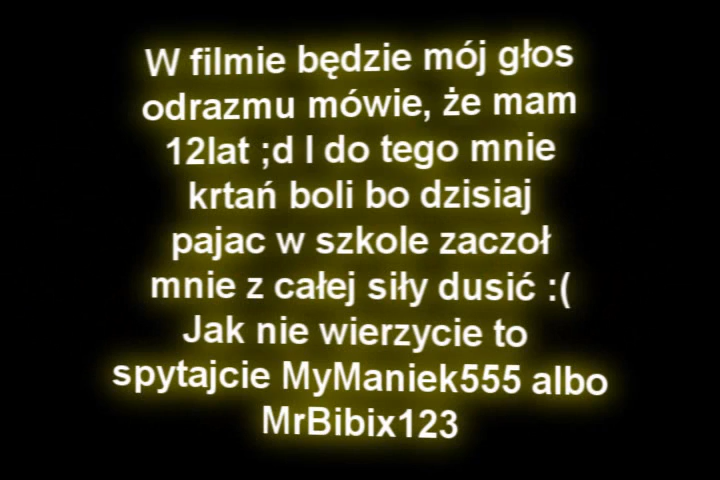 W filmie będzie mój głos
odrazmu mówie, że mam
12lat ;d I do tego mnie
krtań boli bo dzisiaj
pajac w szkole zaczoł
mnie z całej siły dusić :(
Jak nie wierzycie to
spytajcie MyManiek555 albo
MrBibix123